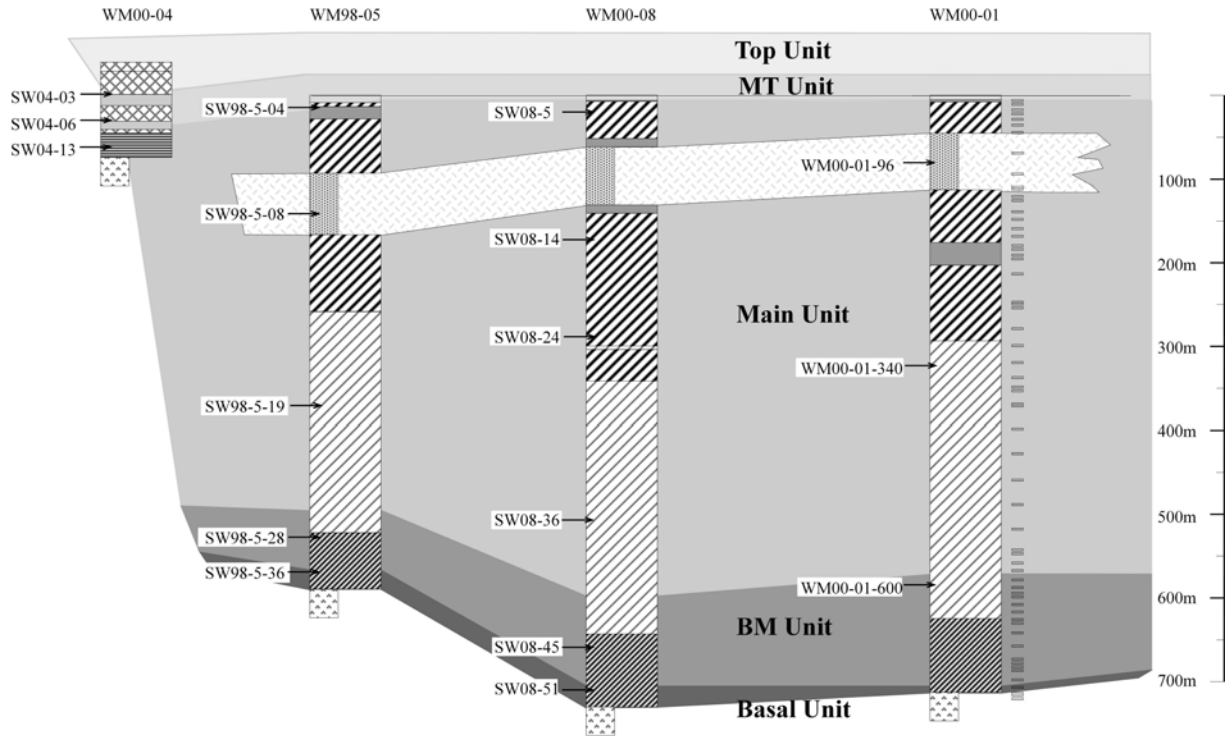 WM00-04
WM98-05
WM00-08
WM00-01
Top Unit
MT Unit
SW04-03
SW98-5-04
SW08-5
SW04-06
SW04-13
WM00-01-96
100m
SW98-5-08
SW08-14
200m
Main Unit
SW08-24
300m
WM00-01-340
SW98-5-19
400m
SW08-36
500m
SW98-5-28
SW98-5-36
WM00-01-600
600m
BM Unit
SW08-45
SW08-51
700m
Basal Unit